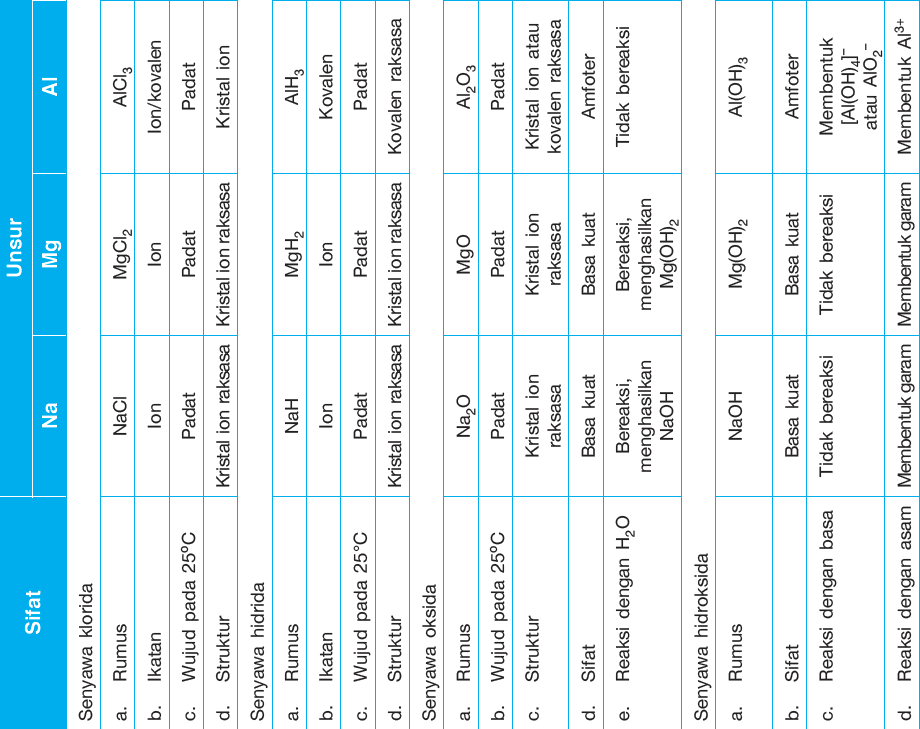 Sifat Unsur
Na Mg Al
Senyawa klorida
a. Rumus NaCl MgCl₂ AlCl₃
b. Ikatan Ion Ion Ion/kovalen
c. Wujud pada 25ºC Padat Padat Padat
d. Struktur Kristal ion raksasa Kristal ion raksasa Kristal ion
Senyawa hidrida
a. Rumus NaH MgH₂ AlH₃
b. Ikatan Ion Ion Kovalen
c. Wujud pada 25°C Padat Padat Padat
d. Struktur Kristal ion raksasa Kristal ion raksasa Kovalen raksasa
Senyawa oksida
a. Rumus Na₂O MgO Al₂O₃
b. Wujud pada 25ºC Padat Padat Padat
c. Struktur Kristal ion Kristal ion Kristal ion atau
raksasa raksasa kovalen raksasa
d. Sifat Basa kuat Basa kuat Amfoter
e. Reaksi dengan H₂O Bereaksi, Bereaksi, Tidak bereaksi
menghasilkan menghasilkan
NaOH Mg(OH)₂
Senyawa hidroksida
a. Rumus NaOH Mg(OH)₂ Al(OH)₃
b. Sifat Basa kuat Basa kuat Amfoter
c. Reaksi dengan basa Tidak bereaksi Tidak bereaksi Membentuk
[Al(OH)₄]⁻
atau AlO₂⁻
d. Reaksi dengan asam Membentuk garam Membentuk garam Membentuk Al³⁺